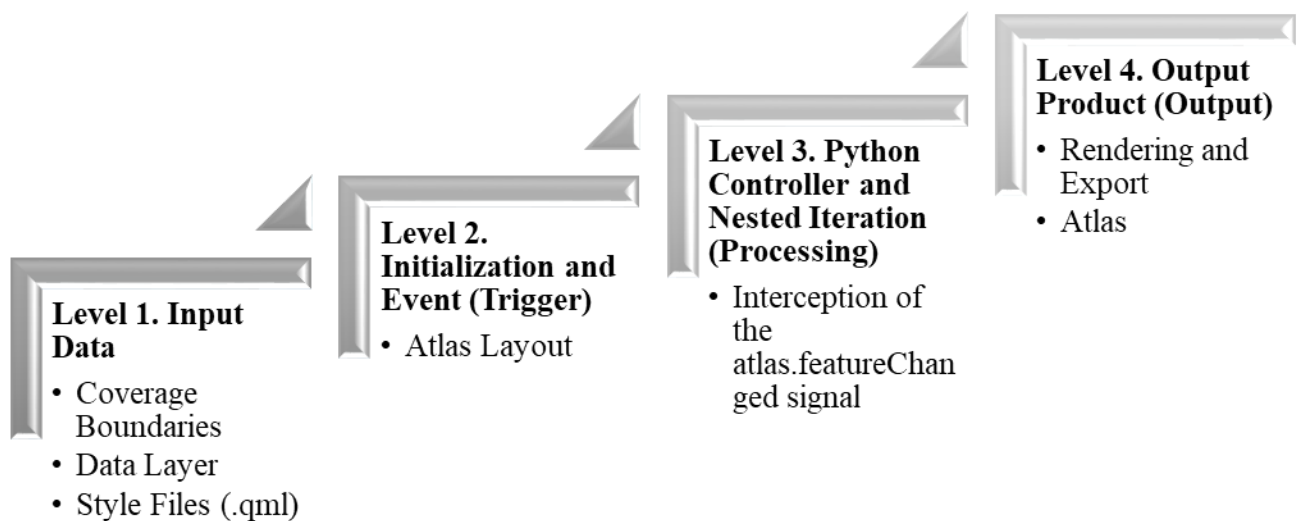 Level 1. Input
Data
• Coverage
Boundaries
• Data Layer
• Style Files (.qml)
Level 2.
Initialization and
Event (Trigger)
• Atlas Layout
Level 3. Python
Controller and
Nested Iteration
(Processing)
• Interception of
the
atlas.featureChan
ged signal
Level 4. Output
Product (Output)
• Rendering and
Export
• Atlas